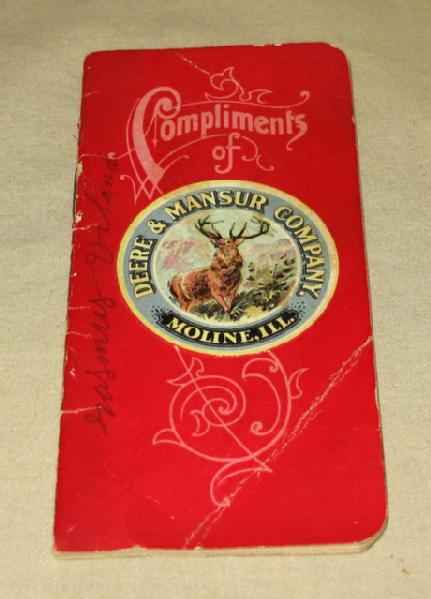 Compliments
of
DEERE & MANSUR COMPANY.
MOLINE, ILL.